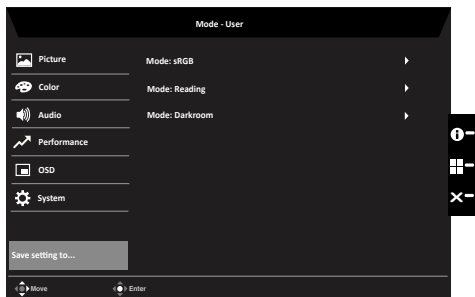 Mode - User
Picture
Color
Audio
Performance
OSD
System
Mode: sRGB
Mode: Reading
Mode: Darkroom
Save setting to...
Move Enter